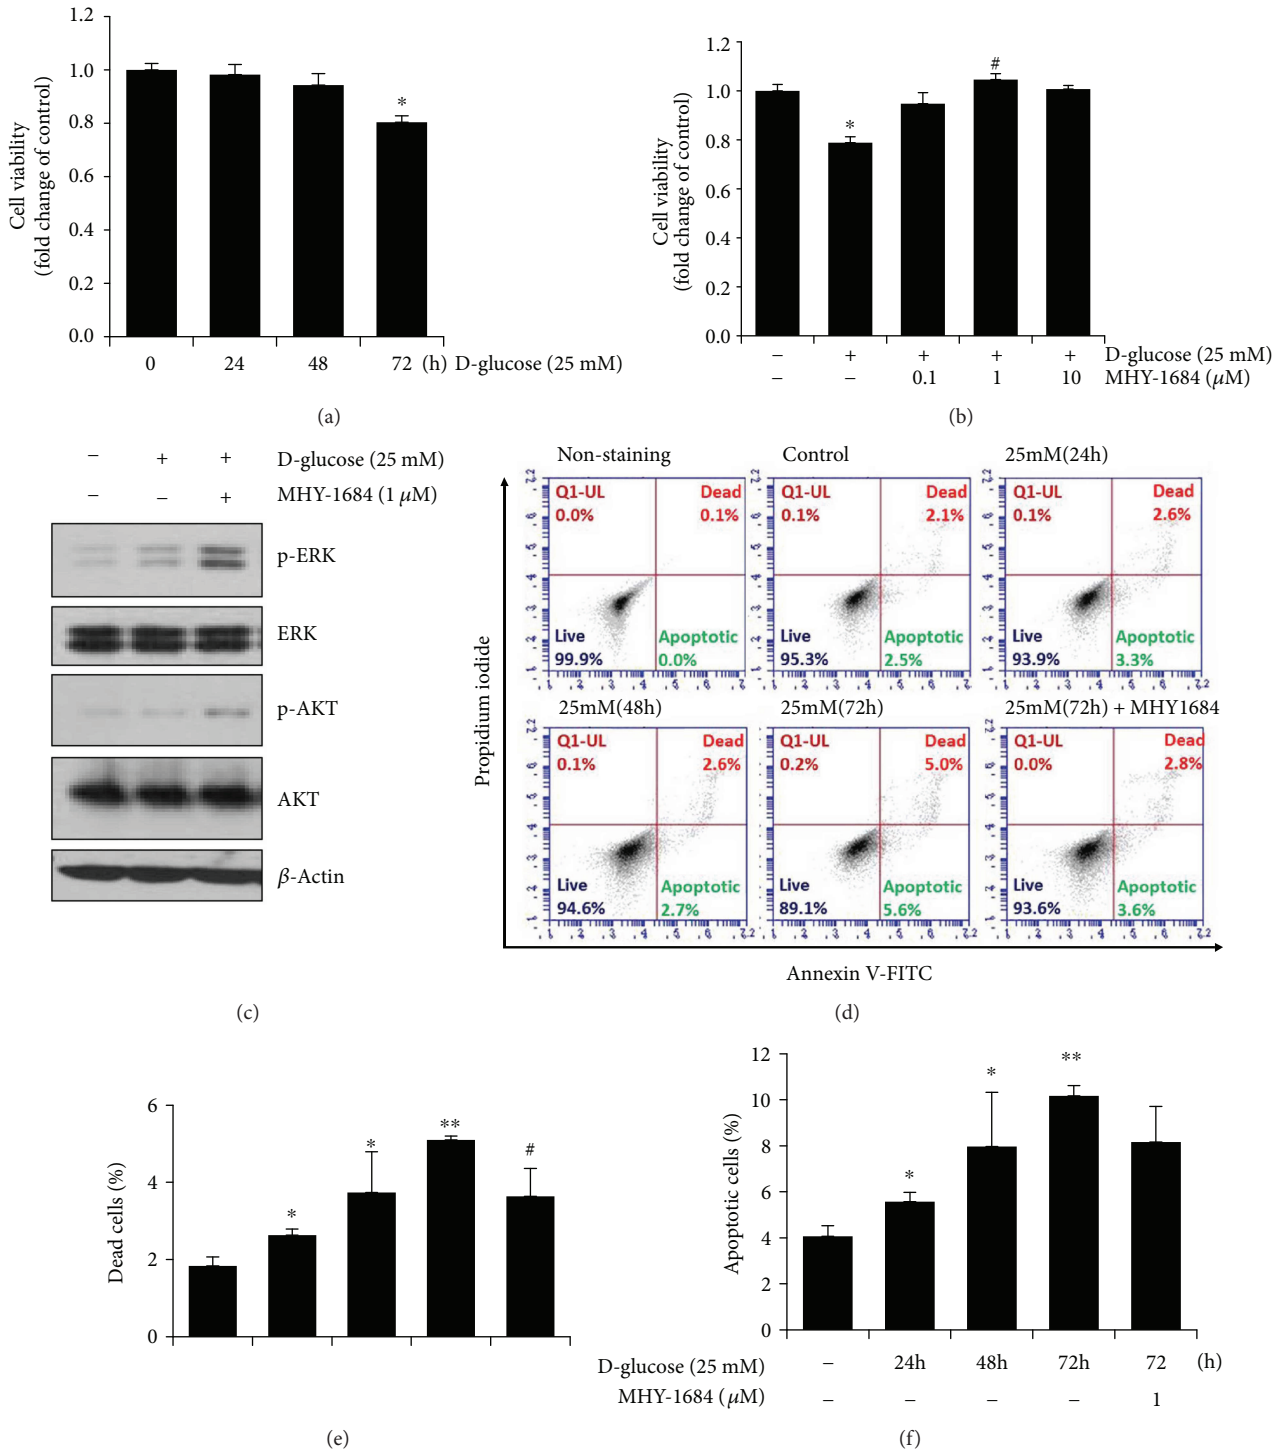 1.2
1.0
0.8
0.6
0.4
0.2
0.0
Cell viability
(fold change of control)
*
0 24 48 72 (h) D-glucose (25 mM)
(a)
1.2
1.0
0.8
0.6
0.4
0.2
0.0
Cell viability
(fold change of control)
*
#
− + + + + D-glucose (25 mM)
− − 0.1 1 10 MHY-1684 (μM)
(b)
− + + D-glucose (25 mM)
− − + MHY-1684 (1 μM)
p-ERK
ERK
p-AKT
AKT
β-Actin
(c)
Propidium iodide
Non-staining
Q1-UL Dead
0.0% 0.1%
Live Apoptotic
99.9% 0.0%
Control
Q1-UL Dead
0.1% 2.1%
Live Apoptotic
95.3% 2.5%
25mM(24h)
Q1-UL Dead
0.1% 2.6%
Live Apoptotic
93.9% 3.3%
25mM(48h)
Q1-UL Dead
0.1% 2.6%
Live Apoptotic
94.6% 2.7%
25mM(72h)
Q1-UL Dead
0.2% 5.0%
Live Apoptotic
89.1% 5.6%
25mM(72h) + MHY1684
Q1-UL Dead
0.0% 2.8%
Live Apoptotic
93.6% 3.6%
Annexin V-FITC
(d)
6
4
2
0
Dead cells (%)
*
*
**
#
(e)
12
10
8
6
4
2
0
Apoptotic cells (%)
*
*
**
D-glucose (25 mM) − 24h 48h 72h 72 (h)
MHY-1684 (μM) − − − − 1
(f)